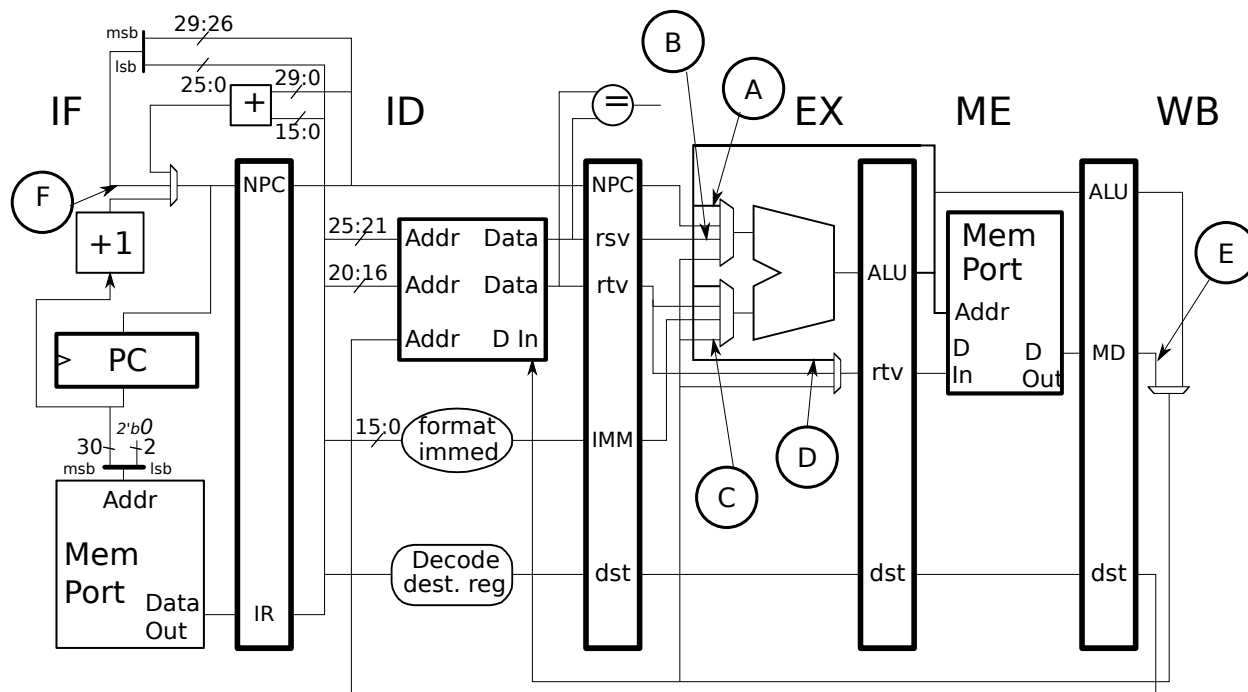 msb
29:26
lsb
25:0
29:0
+
15:0
=
B
A
IF
ID
EX
ME
WB
F
NPC
NPC
ALU
+1
25:21
Addr
Data
rsv
20:16
Addr
Data
rtv
Addr
D In
ALU
Mem
Port
Addr
D
In
D
Out
E
PC
rtv
MD
2'b0
30
2
msb
lsb
15:0
format
immed
IMM
D
C
Addr
Mem
Port
Data
Out
IR
Decode
dest. reg
dst
dst
dst